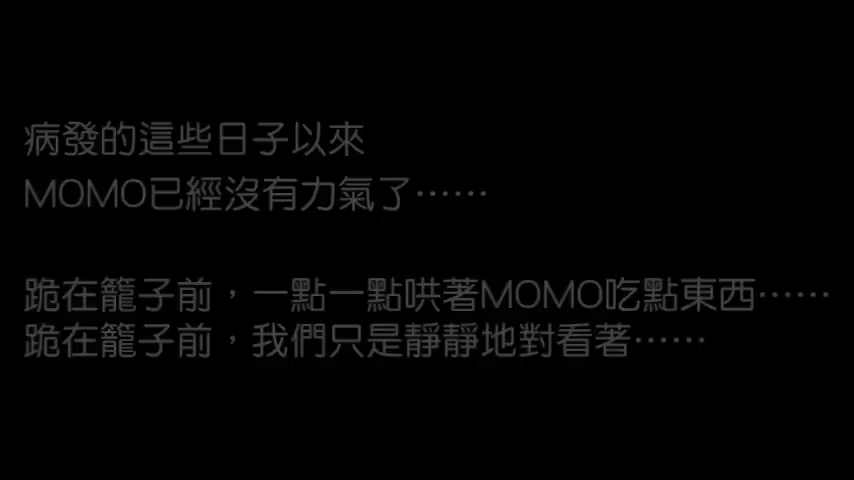 病發的這些日子以來
MOMO已經沒有力氣了⋯⋯
跪在籠子前，一點一點哄著MOMO吃點東西⋯⋯
跪在籠子前，我們只是靜靜地對看著⋯⋯